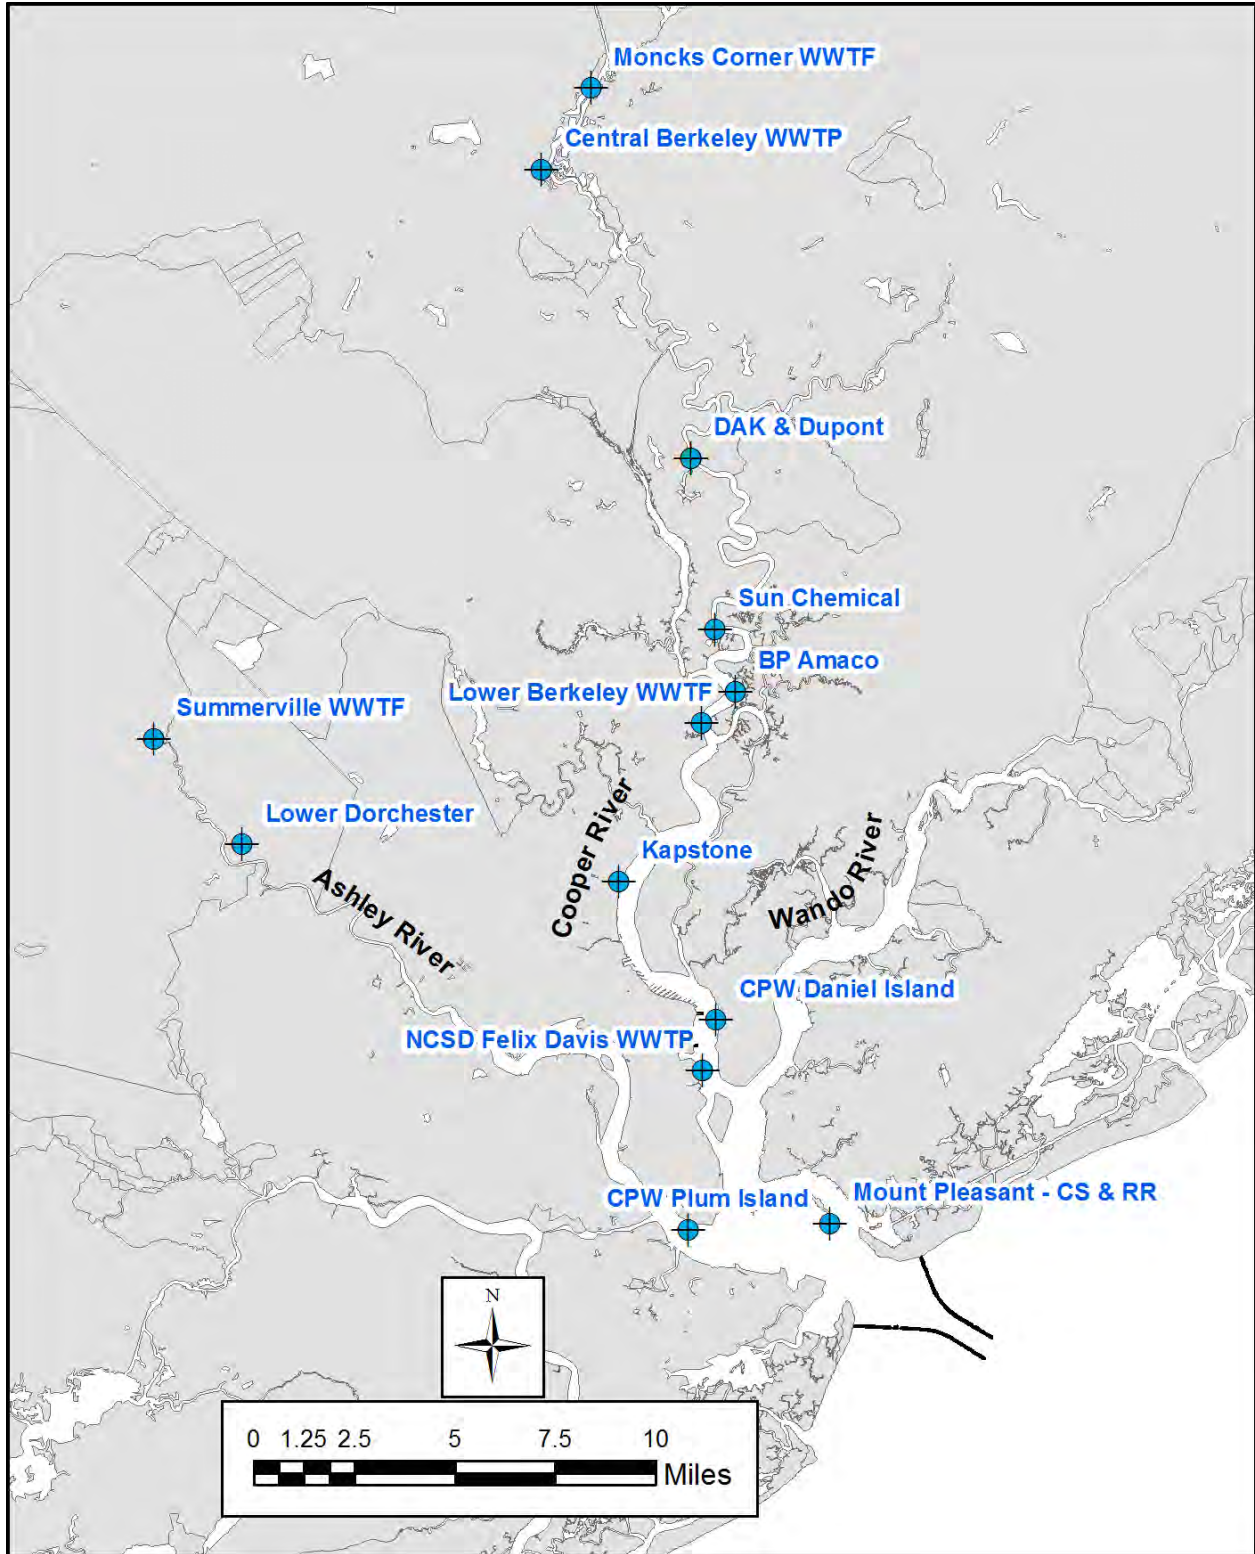 Moncks Corner WWTF
Central Berkeley WWTP
DAK & Dupont
Sun Chemical
BP Amaco
Lower Berkeley WWTF
Summerville WWTF
Lower Dorchester
Cooper River
Kapstone
Wando River
Ashley River
CPW Daniel Island
NCSD Felix Davis WWTP
CPW Plum Island
Mount Pleasant - CS & RR
N
0 1.25 2.5 5 7.5 10
Miles